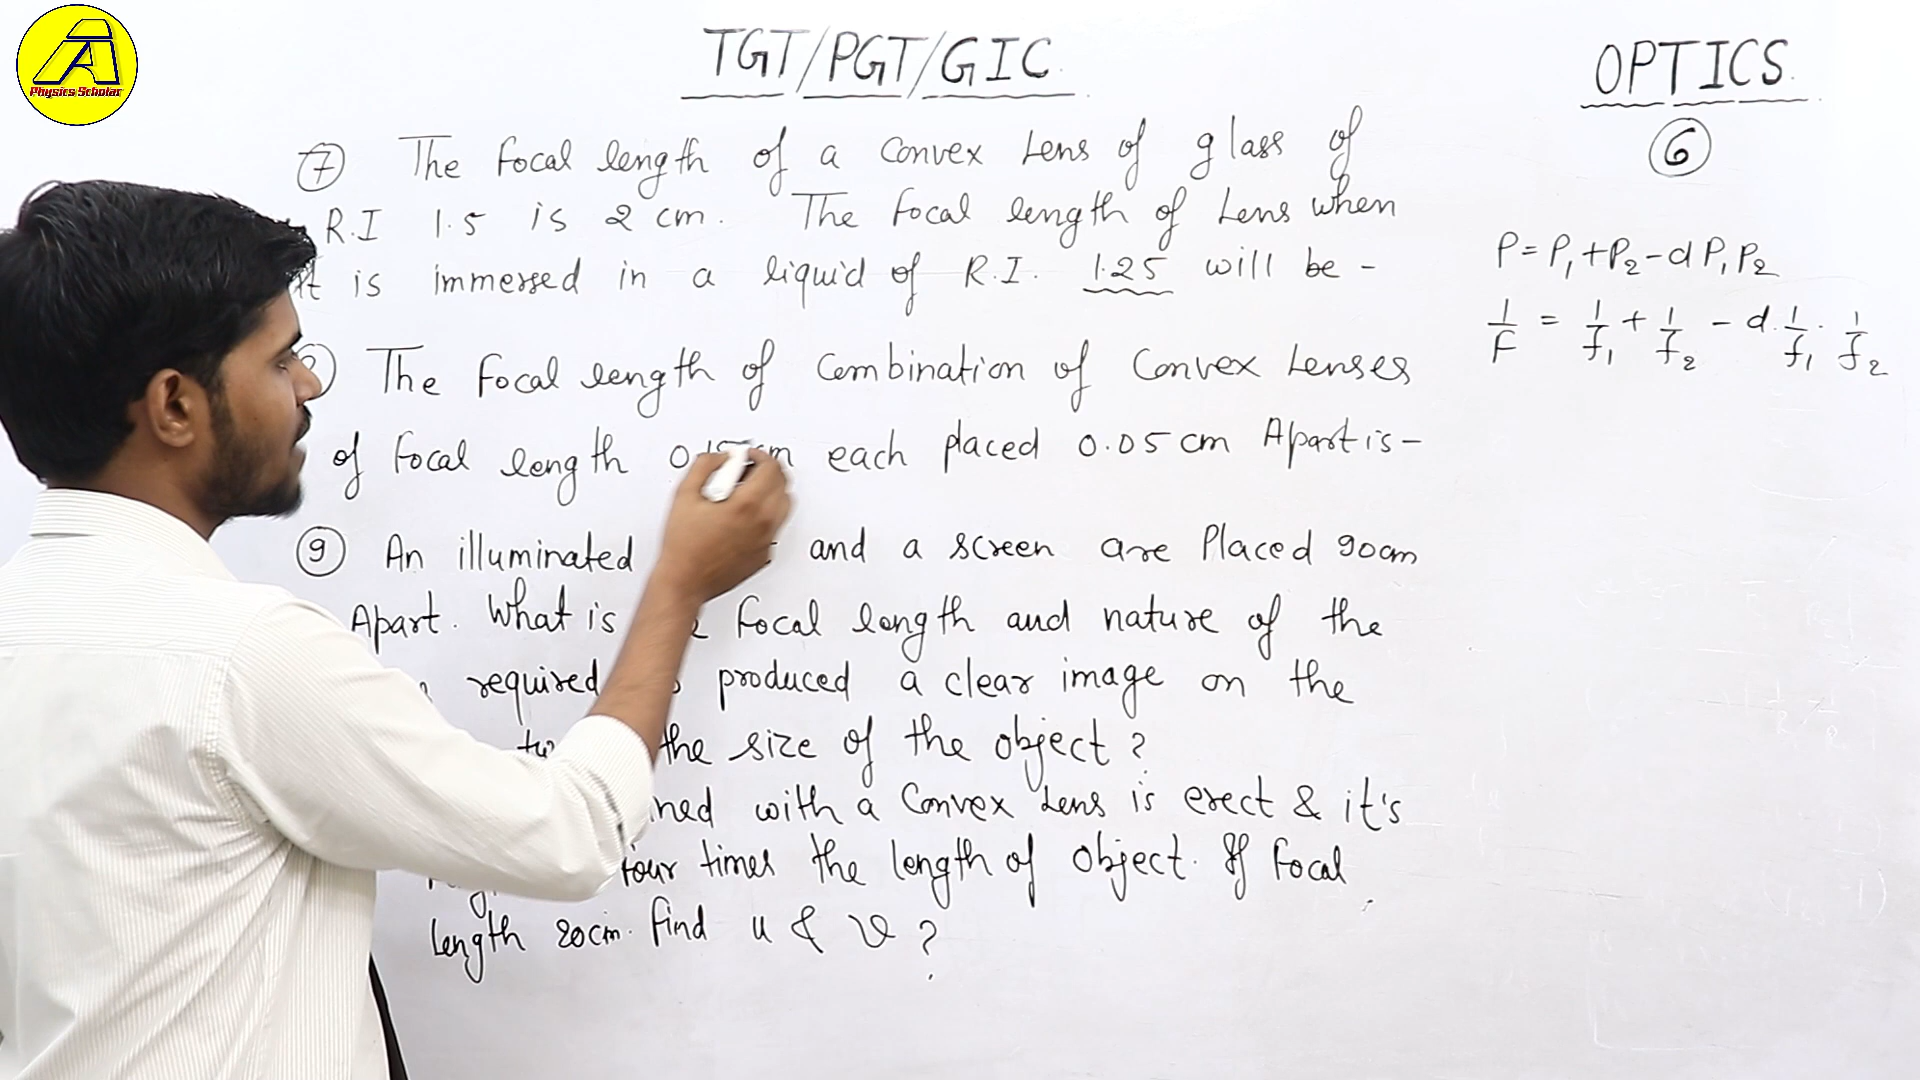 A
Physics Scholar
TGT/PGT/GIC
OPTICS
6
7 The focal length of a convex lens of glass of
R.I 1.5 is 2 cm. The focal length of lens when
it is immersed in a liquid of R.I. 1.25 will be -
8 The focal length of combination of convex lenses
of focal length each placed 0.05 cm Apart is -
9 An illuminated and a screen are Placed 90cm
Apart. What is focal length and nature of the
required produced a clear image on the
the size of the object ?
with a convex lens is erect & it's
four times the length of object. If focal
length 20cm. find u & v ?
P = P₁ + P₂ - d P₁ P₂
1/F = 1/f₁ + 1/f₂ - d. 1/f₁ . 1/f₂